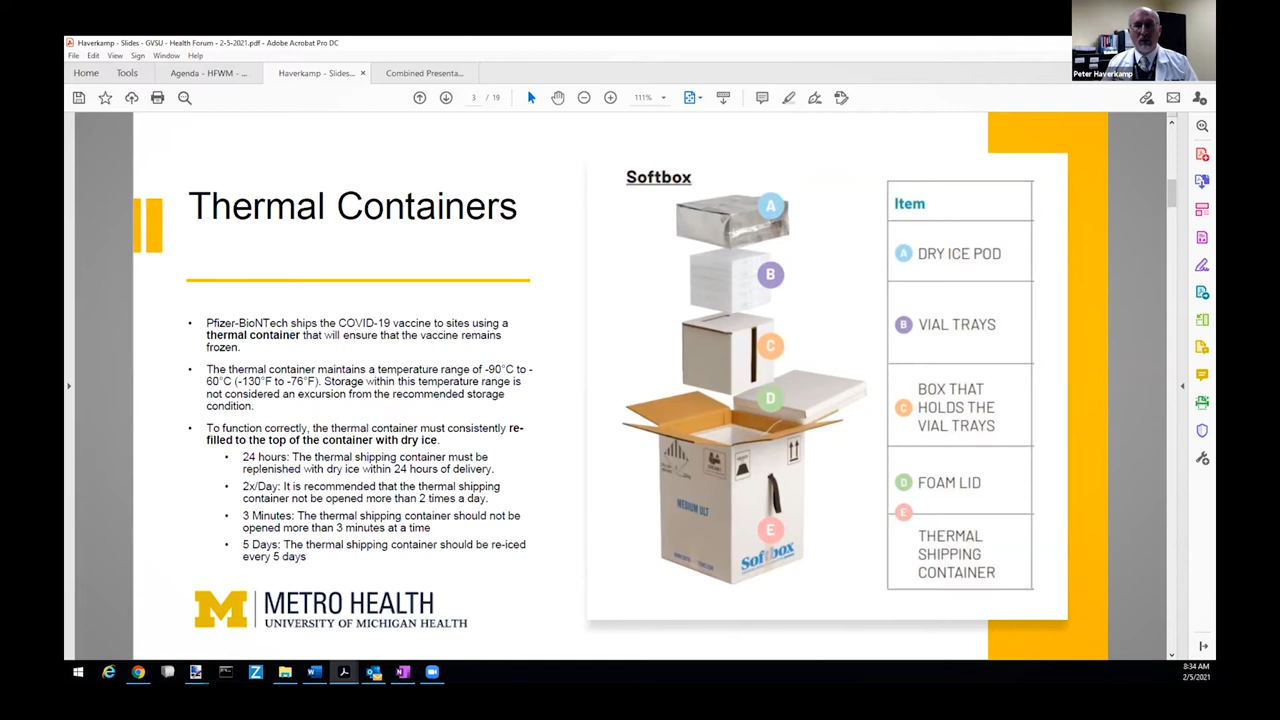 Haverkamp - Slides - GVSU - Health Forum - 2-5-2021.pdf - Adobe Acrobat Pro DC
File Edit View Sign Window Help
Home Tools Agenda - HFWM - ... Haverkamp - Slides... × Combined Presenta...
3 / 19 111%
Peter Haverkamp
Thermal Containers
• Pfizer-BioNTech ships the COVID-19 vaccine to sites using a
thermal container that will ensure that the vaccine remains
frozen.
• The thermal container maintains a temperature range of -90°C to -
60°C (-130°F to -76°F). Storage within this temperature range is
not considered an excursion from the recommended storage
condition.
• To function correctly, the thermal container must consistently re-
filled to the top of the container with dry ice.
• 24 hours: The thermal shipping container must be
replenished with dry ice within 24 hours of delivery.
• 2x/Day: It is recommended that the thermal shipping
container not be opened more than 2 times a day.
• 3 Minutes: The thermal shipping container should not be
opened more than 3 minutes at a time
• 5 Days: The thermal shipping container should be re-iced
every 5 days
M METRO HEALTH
UNIVERSITY OF MICHIGAN HEALTH
Softbox
A
B
C
D
E
MEDIUM ULT
Softbox
Item
A DRY ICE POD
B VIAL TRAYS
C BOX THAT
HOLDS THE
VIAL TRAYS
D FOAM LID
E
THERMAL
SHIPPING
CONTAINER
8:34 AM
2/5/2021